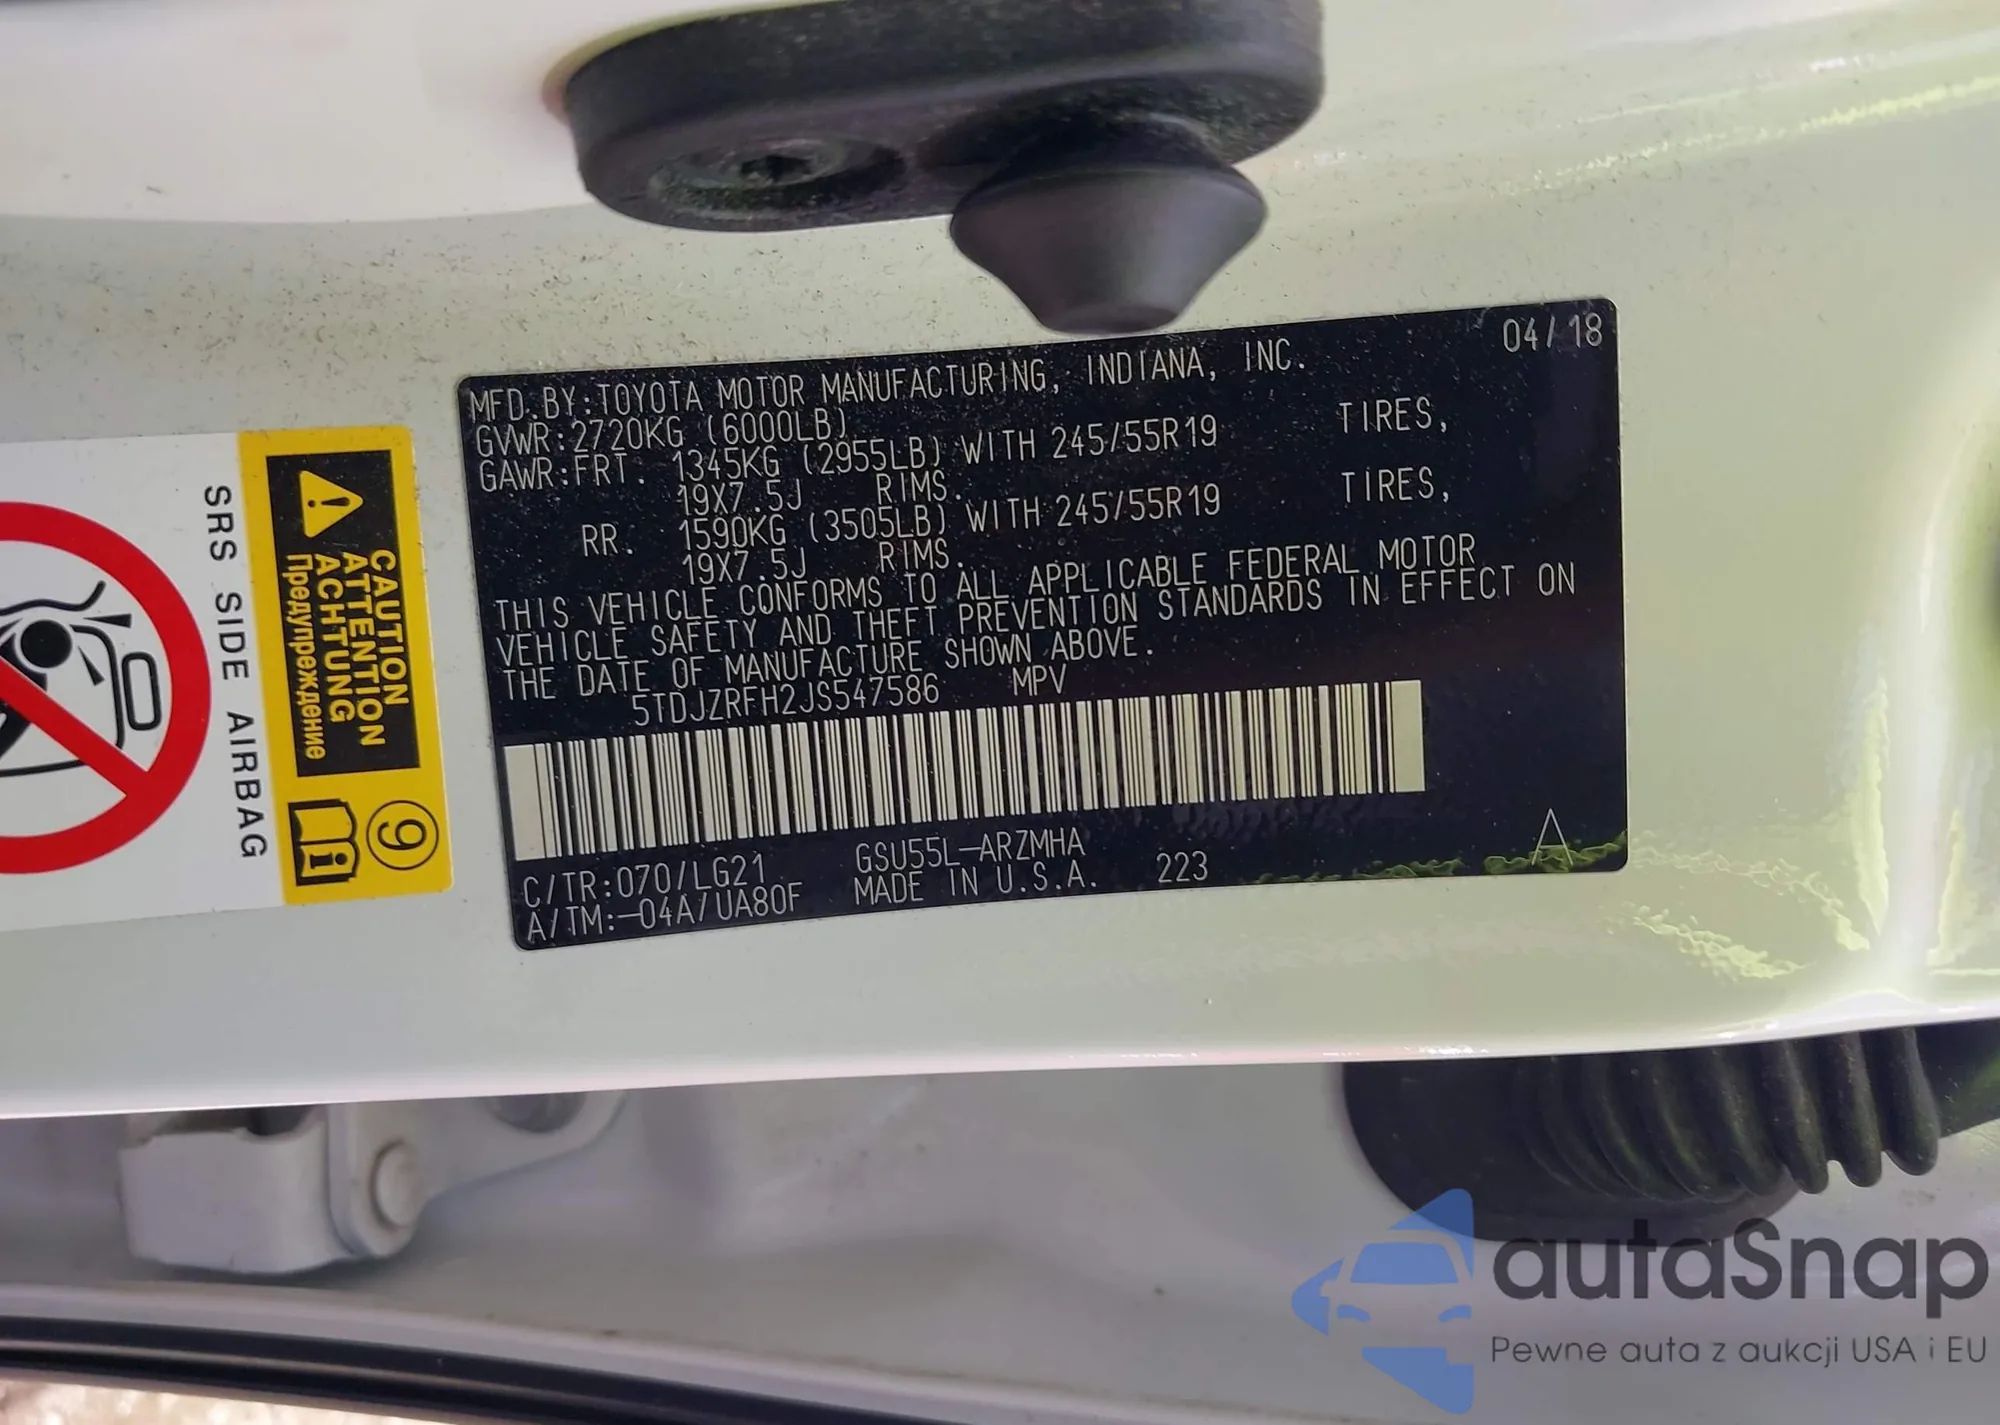 04/18
MFD.BY:TOYOTA MOTOR MANUFACTURING, INDIANA, INC.
GVWR:2720KG (6000LB)
GAWR:FRT. 1345KG (2955LB) WITH 245/55R19 TIRES,
19X7.5J RIMS.
RR. 1590KG (3505LB) WITH 245/55R19 TIRES,
19X7.5J RIMS.
THIS VEHICLE CONFORMS TO ALL APPLICABLE FEDERAL MOTOR
VEHICLE SAFETY AND THEFT PREVENTION STANDARDS IN EFFECT ON
THE DATE OF MANUFACTURE SHOWN ABOVE.
5TDJZRFH2JS547586 MPV
C/TR:070/LG21 GSU55L-ARZMHA
A/TM:-04A/UA80F MADE IN U.S.A. 223
A
CAUTION
ATTENTION
ACHTUNG
Предупреждение
9
i
SRS SIDE AIRBAG
autaSnap
Pewne auta z aukcji USA i EU